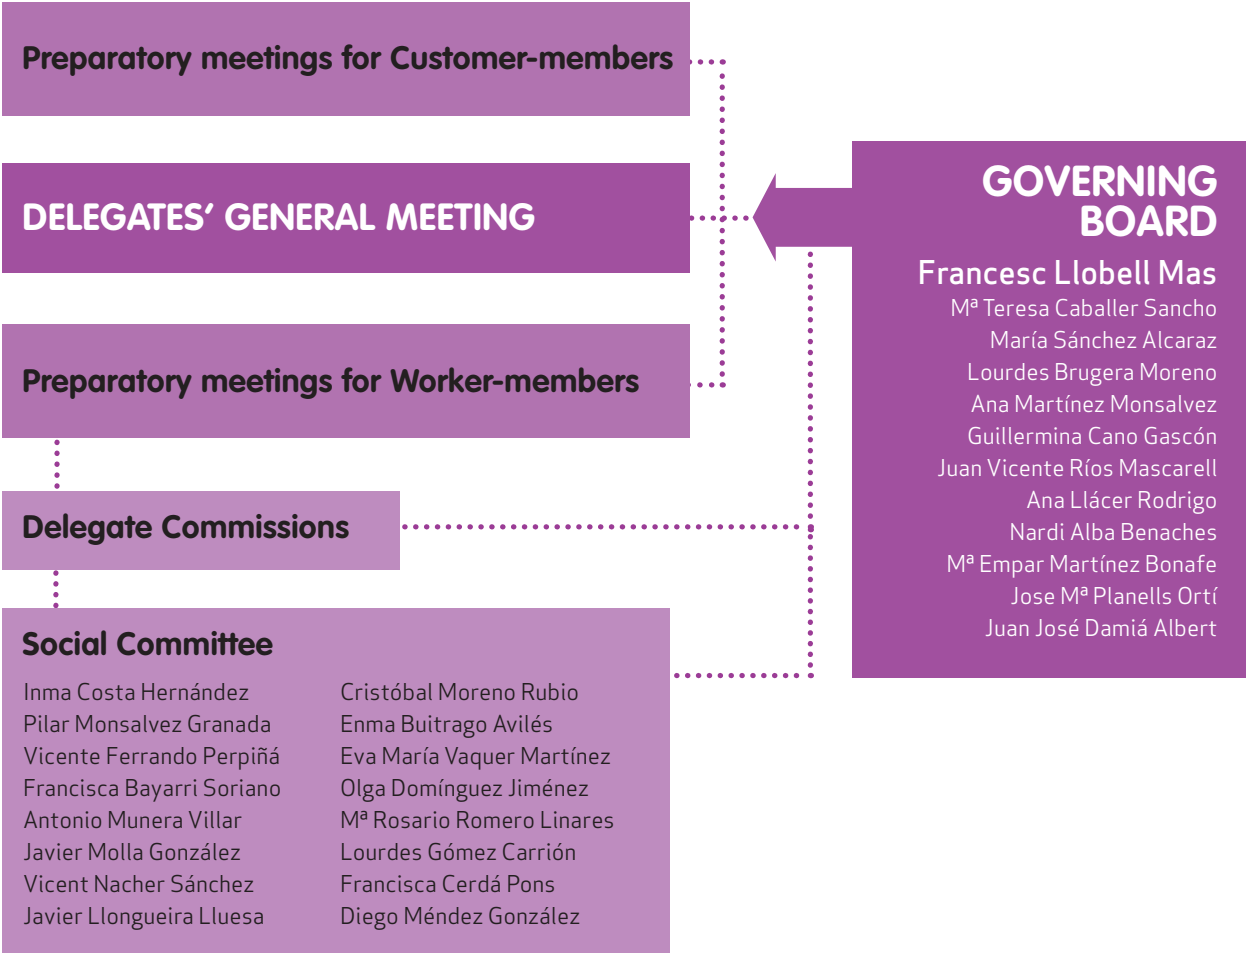 Preparatory meetings for Customer-members
DELEGATES’ GENERAL MEETING
Preparatory meetings for Worker-members
Delegate Commissions
Social Committee
Inma Costa Hernández
Pilar Monsalvez Granada
Vicente Ferrando Perpiñá
Francisca Bayarri Soriano
Antonio Munera Villar
Javier Molla González
Vicent Nacher Sánchez
Javier Llongueira Lluesa
Cristóbal Moreno Rubio
Enma Buitrago Avilés
Eva María Vaquer Martínez
Olga Domínguez Jiménez
Mª Rosario Romero Linares
Lourdes Gómez Carrión
Francisca Cerdá Pons
Diego Méndez González
GOVERNING
BOARD
Francesc Llobell Mas
Mª Teresa Caballer Sancho
María Sánchez Alcaraz
Lourdes Brugera Moreno
Ana Martínez Monsalvez
Guillermina Cano Gascón
Juan Vicente Ríos Mascarell
Ana Llácer Rodrigo
Nardi Alba Benaches
Mª Empar Martínez Bonafe
Jose Mª Planells Ortí
Juan José Damiá Albert